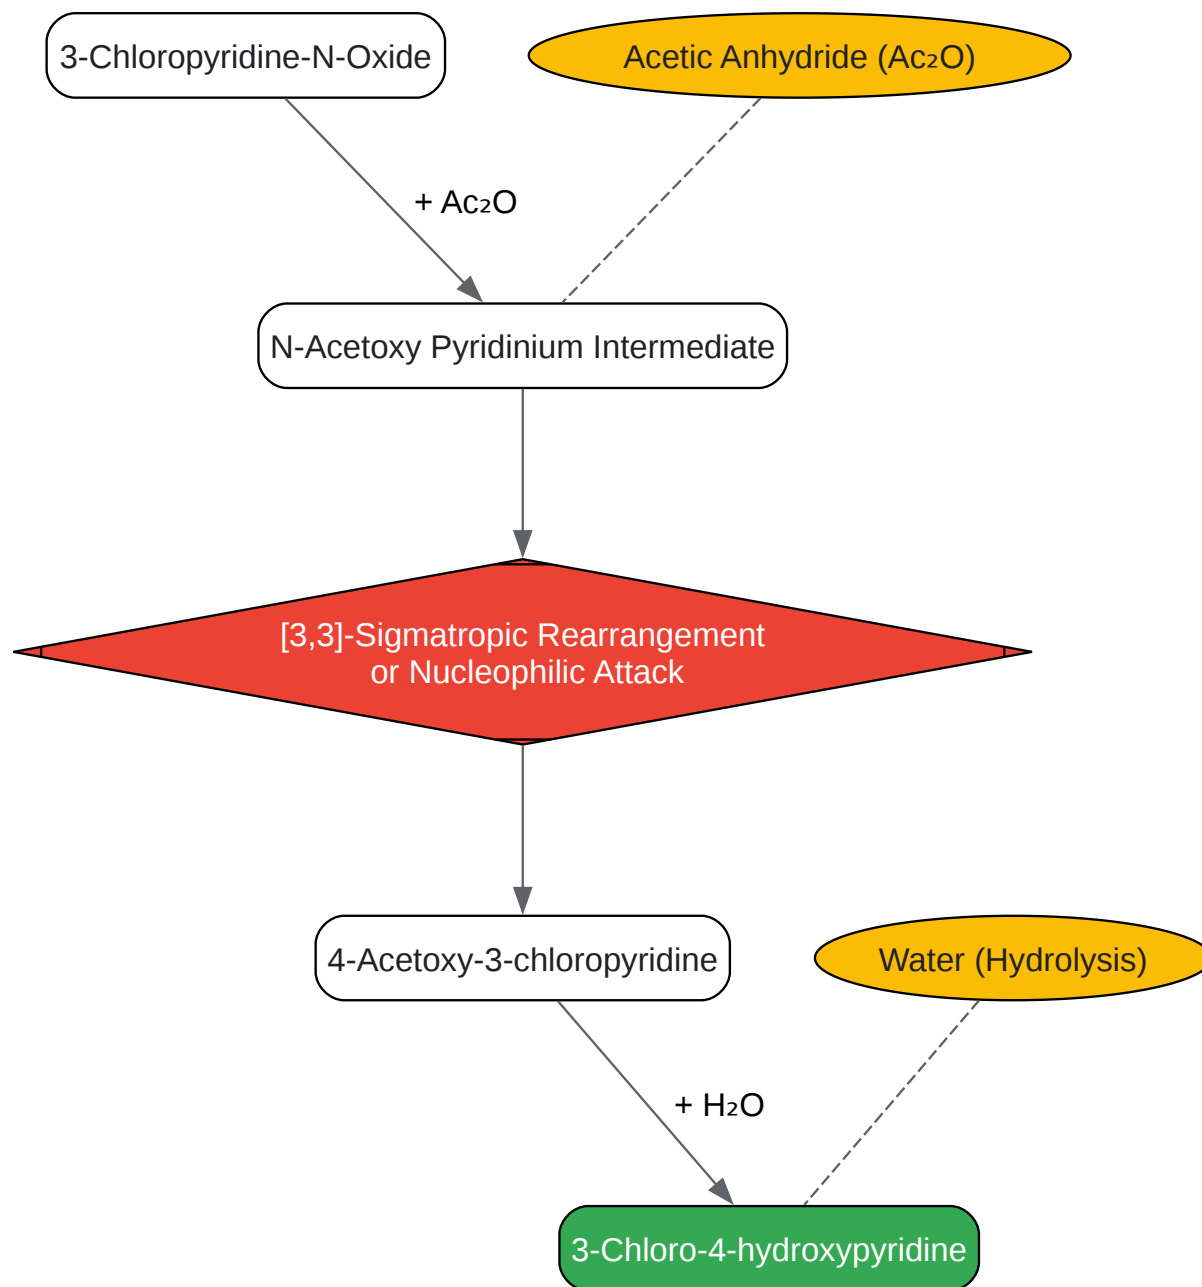 3-Chloropyridine-N-Oxide
Acetic Anhydride (Ac₂O)
+ Ac₂O
N-Acetoxy Pyridinium Intermediate
[3,3]-Sigmatropic Rearrangement
or Nucleophilic Attack
4-Acetoxy-3-chloropyridine
Water (Hydrolysis)
+ H₂O
3-Chloro-4-hydroxypyridine